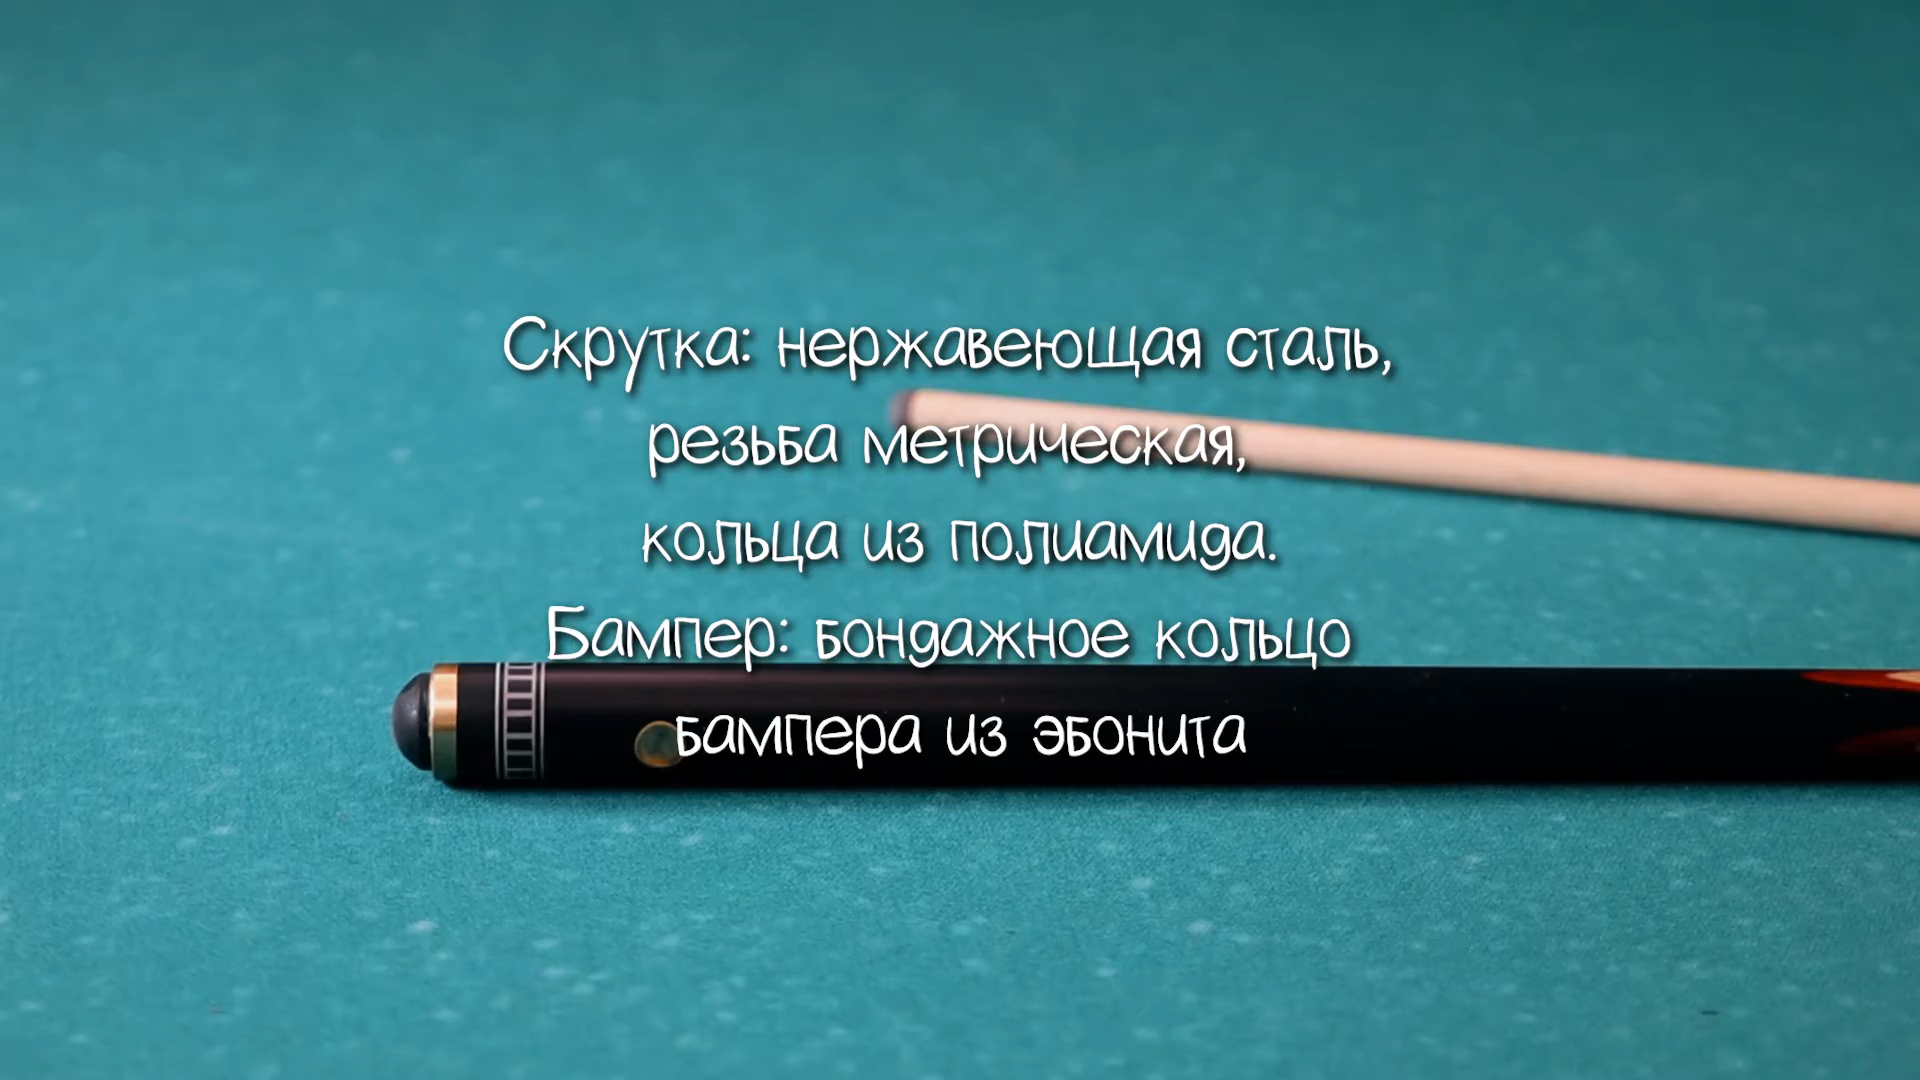 Скрутка: нержавеющая сталь,
резьба метрическая,
кольца из полиамида.
Бампер: бондажное кольцо
бампера из эбонита